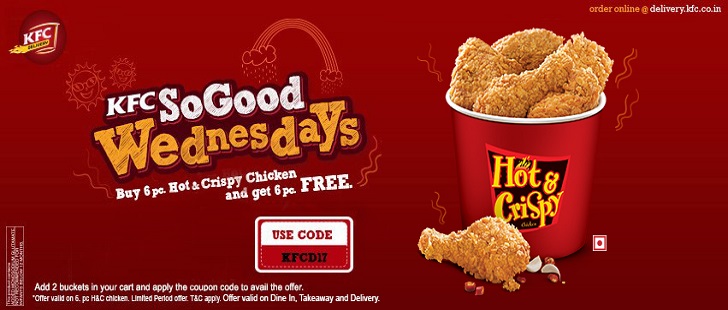 order online @ delivery.kfc.co.in
KFC
DELIVERY
KFC SoGood
Wednesdays
Buy 6 pc. Hot & Crispy Chicken
and get 6 pc. FREE.
USE CODE
KFCD17
Hot &
Crispy
Chicken
Add 2 buckets in your cart and apply the coupon code to avail the offer.
*Offer valid on 6. pc H&C chicken. Limited Period offer. T&C apply. Offer valid on Dine In, Takeaway and Delivery.